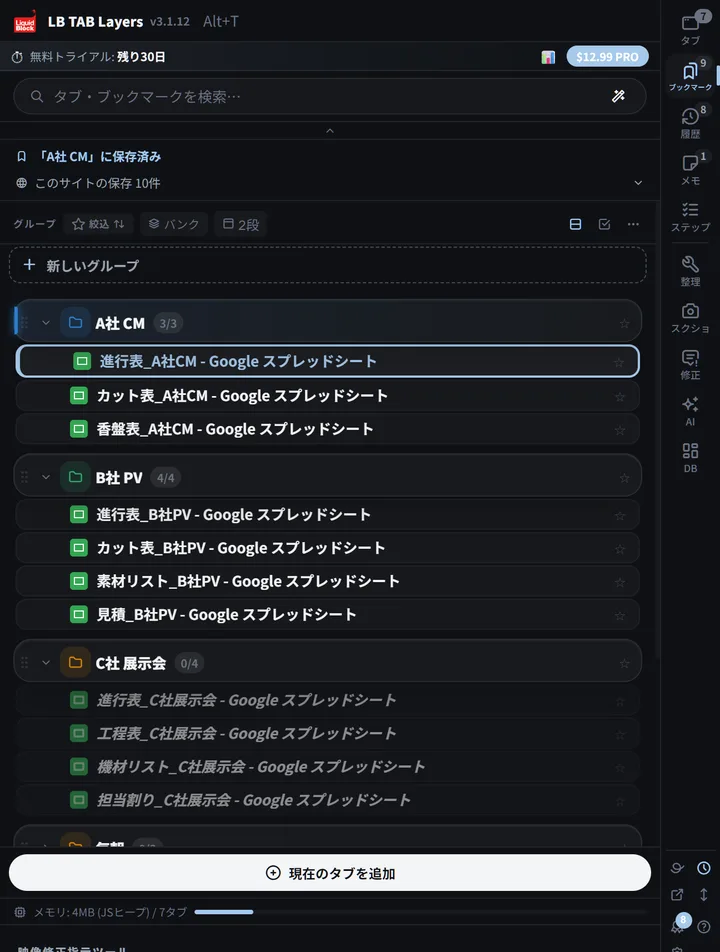 Liquid Block
LB TAB Layers v3.1.12 Alt+T
無料トライアル: 残り30日
$12.99 PRO
タブ・ブックマークを検索…
「A社 CM」に保存済み
このサイトの保存 10件
グループ 絞込 バンク 2段
新しいグループ
A社 CM 3/3
進行表_A社CM - Google スプレッドシート
カット表_A社CM - Google スプレッドシート
香盤表_A社CM - Google スプレッドシート
B社 PV 4/4
進行表_B社PV - Google スプレッドシート
カット表_B社PV - Google スプレッドシート
素材リスト_B社PV - Google スプレッドシート
見積_B社PV - Google スプレッドシート
C社 展示会 0/4
進行表_C社展示会 - Google スプレッドシート
工程表_C社展示会 - Google スプレッドシート
機材リスト_C社展示会 - Google スプレッドシート
担当割り_C社展示会 - Google スプレッドシート
現在のタブを追加
メモリ: 4MB (JSヒープ) / 7タブ
7
タブ
9
ブックマーク
8
履歴
1
メモ
ステップ
整理
スクショ
修正
AI
DB
8